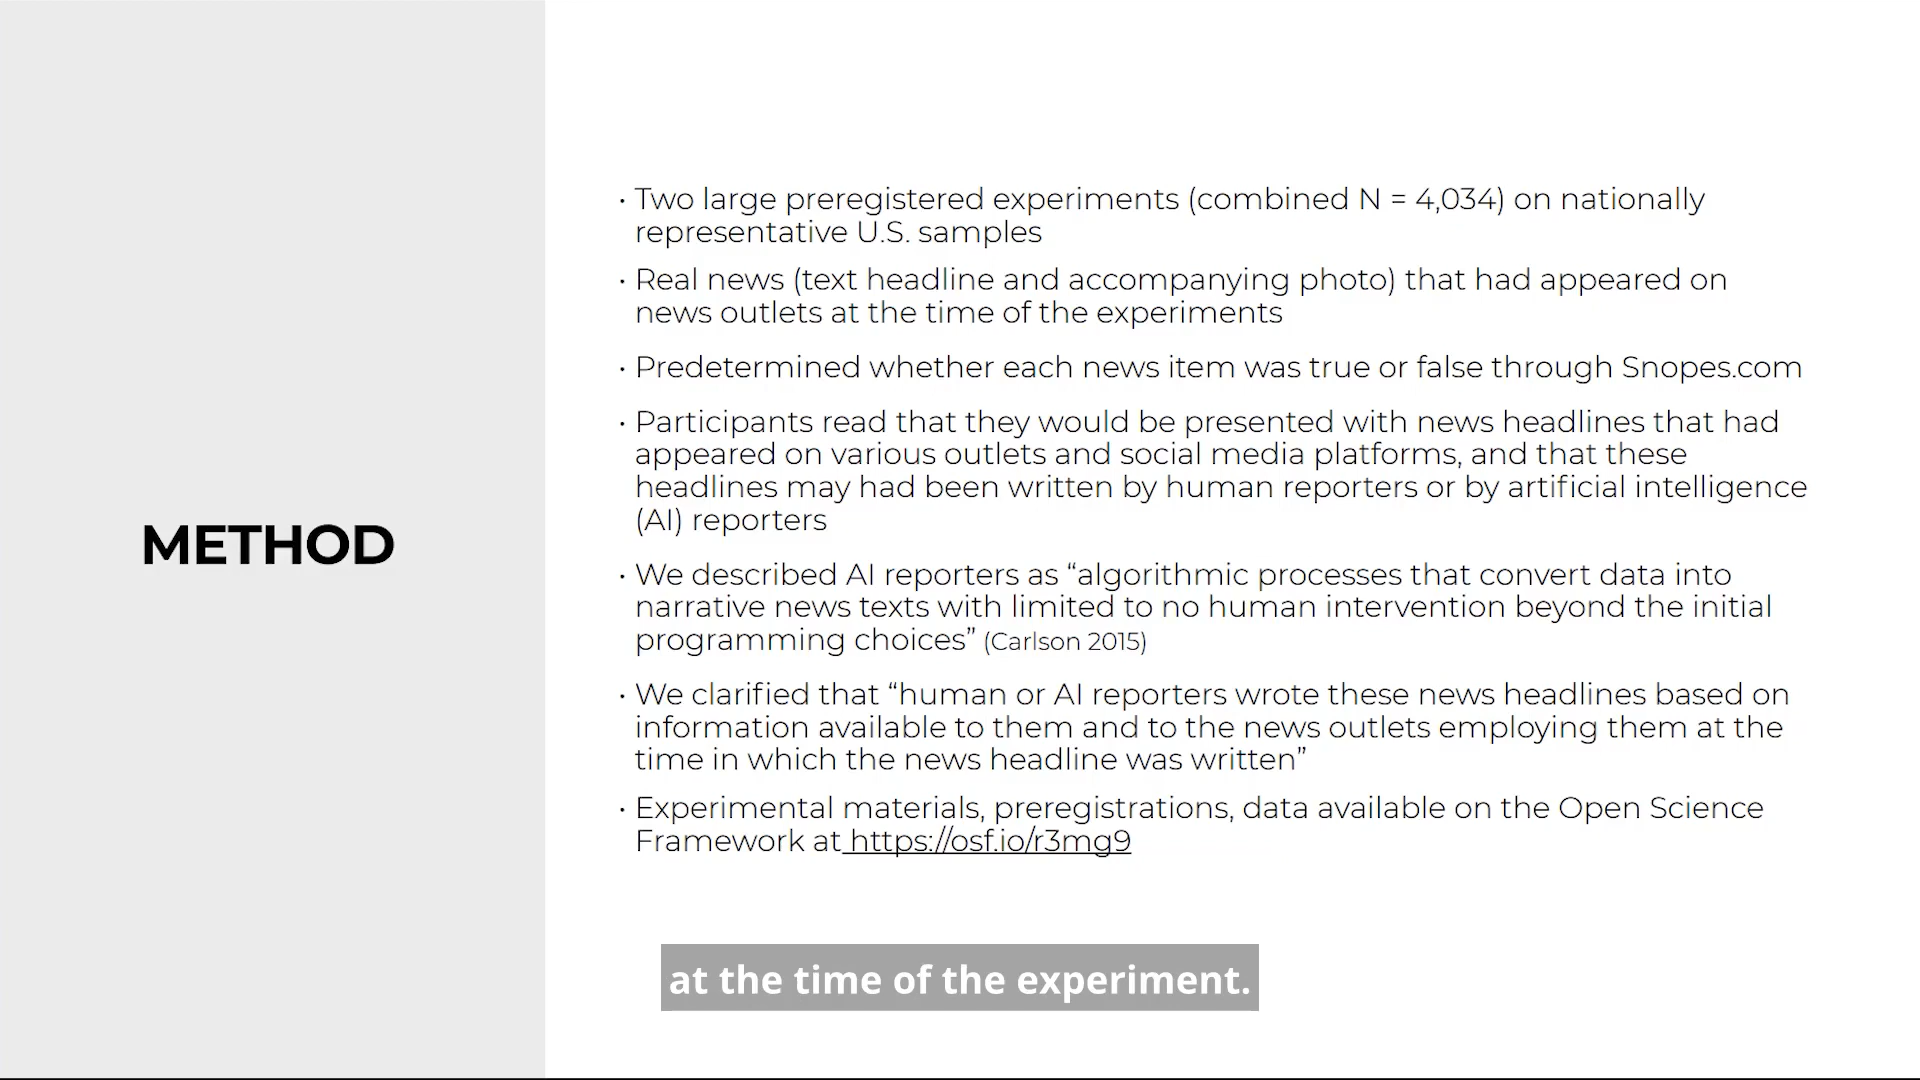 METHOD
· Two large preregistered experiments (combined N = 4,034) on nationally
representative U.S. samples
· Real news (text headline and accompanying photo) that had appeared on
news outlets at the time of the experiments
· Predetermined whether each news item was true or false through Snopes.com
· Participants read that they would be presented with news headlines that had
appeared on various outlets and social media platforms, and that these
headlines may had been written by human reporters or by artificial intelligence
(AI) reporters
· We described AI reporters as “algorithmic processes that convert data into
narrative news texts with limited to no human intervention beyond the initial
programming choices” (Carlson 2015)
· We clarified that “human or AI reporters wrote these news headlines based on
information available to them and to the news outlets employing them at the
time in which the news headline was written”
· Experimental materials, preregistrations, data available on the Open Science
Framework at https://osf.io/r3mg9
at the time of the experiment.